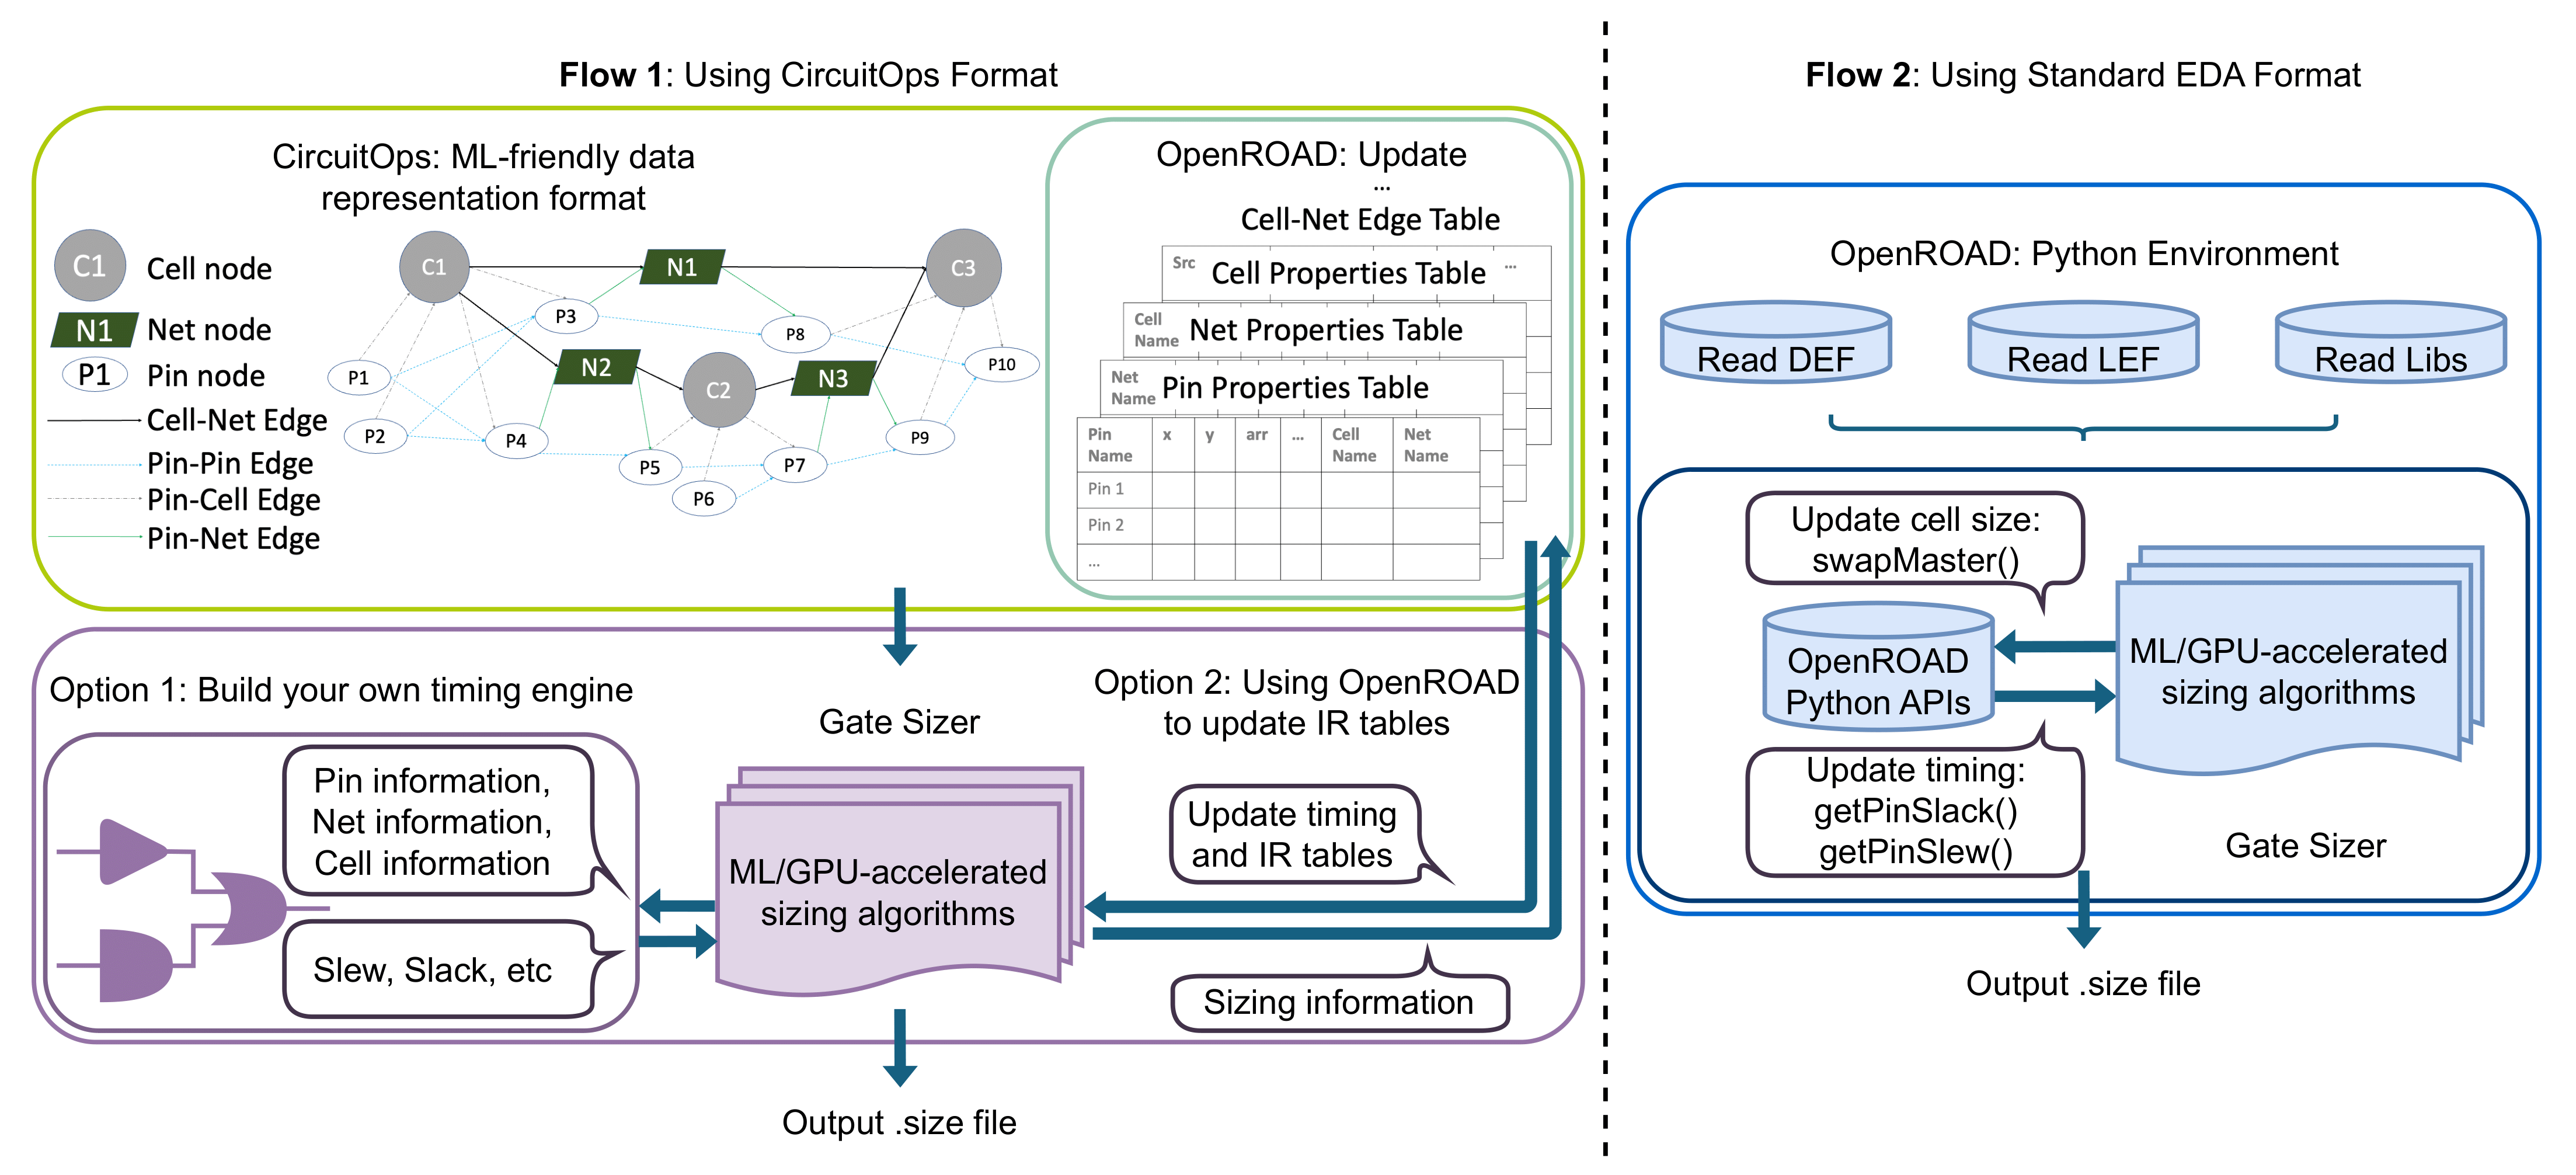 Flow 1: Using CircuitOps Format
CircuitOps: ML-friendly data
representation format
C1
Cell node
N1
Net node
P1
Pin node
Cell-Net Edge
Pin-Pin Edge
Pin-Cell Edge
Pin-Net Edge
C1
N1
C3
P3
P8
P1
N2
C2
N3
P10
P2
P4
P5
P7
P9
P6
OpenROAD: Update
...
Cell-Net Edge Table
Src
...
Cell Properties Table
Cell
Name
Net Properties Table
Net
Name
Pin Properties Table
Pin
Name
x
y
arr
...
Cell
Name
Net
Name
Pin 1
Pin 2
...
Option 1: Build your own timing engine
Pin information,
Net information,
Cell information
Slew, Slack, etc
Gate Sizer
ML/GPU-accelerated
sizing algorithms
Option 2: Using OpenROAD
to update IR tables
Update timing
and IR tables
Sizing information
Output .size file
Flow 2: Using Standard EDA Format
OpenROAD: Python Environment
Read DEF
Read LEF
Read Libs
Update cell size:
swapMaster()
OpenROAD
Python APIs
ML/GPU-accelerated
sizing algorithms
Update timing:
getPinSlack()
getPinSlew()
Gate Sizer
Output .size file